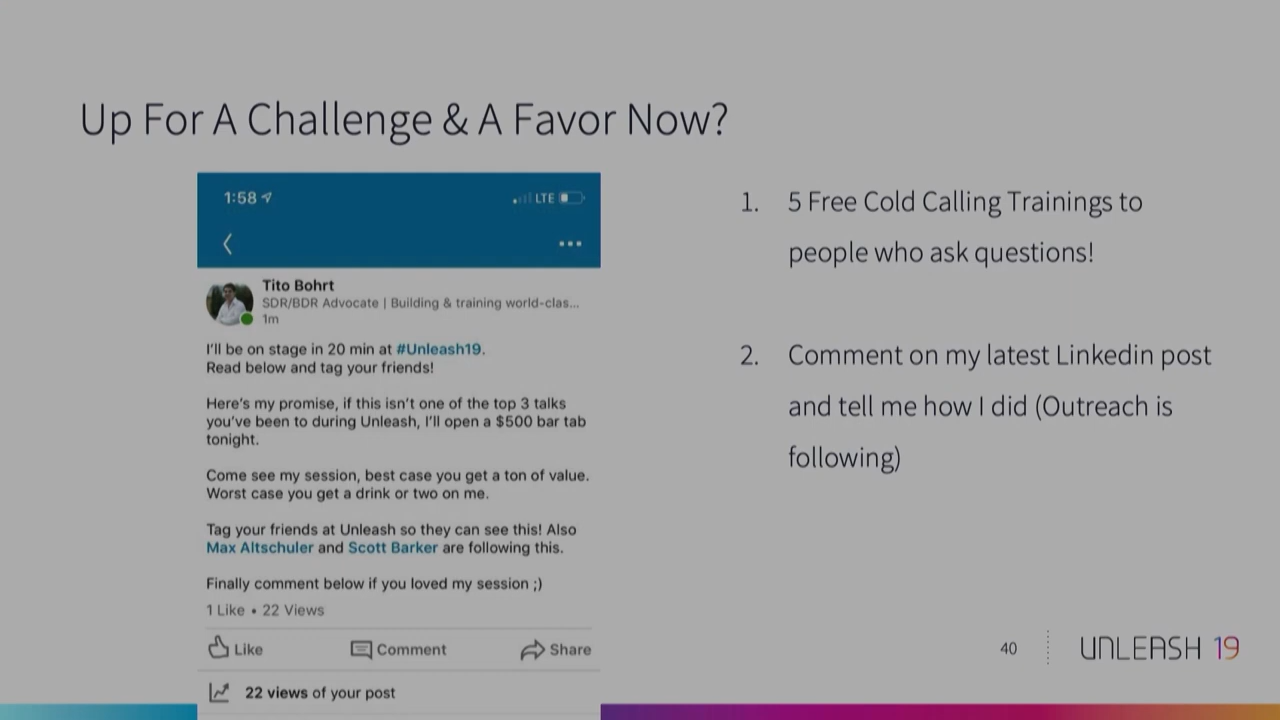 Up For A Challenge & A Favor Now?
1:58
LTE
Tito Bohrt
SDR/BDR Advocate | Building & training world-clas...
1m
I'll be on stage in 20 min at #Unleash19.
Read below and tag your friends!
Here's my promise, if this isn't one of the top 3 talks
you've been to during Unleash, I'll open a $500 bar tab
tonight.
Come see my session, best case you get a ton of value.
Worst case you get a drink or two on me.
Tag your friends at Unleash so they can see this! Also
Max Altschuler and Scott Barker are following this.
Finally comment below if you loved my session ;)
1 Like • 22 Views
Like Comment Share
22 views of your post
1. 5 Free Cold Calling Trainings to
people who ask questions!
2. Comment on my latest Linkedin post
and tell me how I did (Outreach is
following)
40
UNLEASH 19